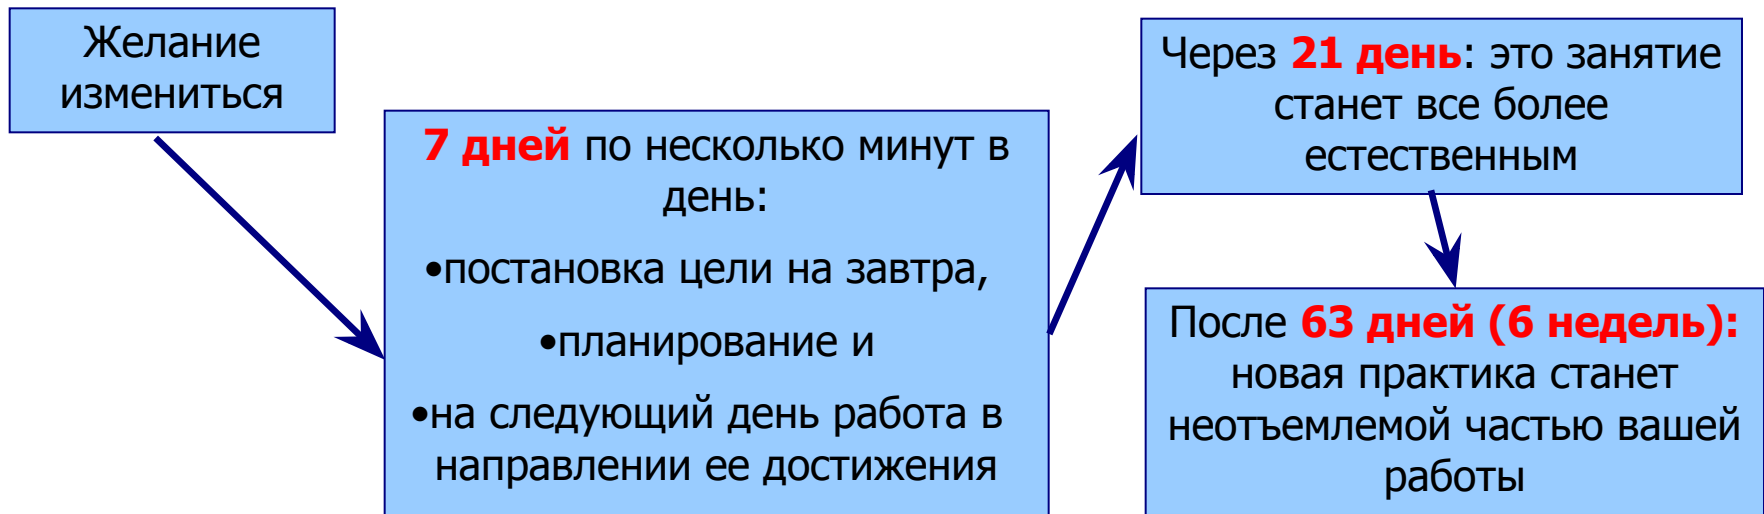 Желание
измениться
7 дней по несколько минут в
день:
•постановка цели на завтра,
•планирование и
•на следующий день работа в
направлении ее достижения
Через 21 день: это занятие
станет все более
естественным
После 63 дней (6 недель):
новая практика станет
неотъемлемой частью вашей
работы